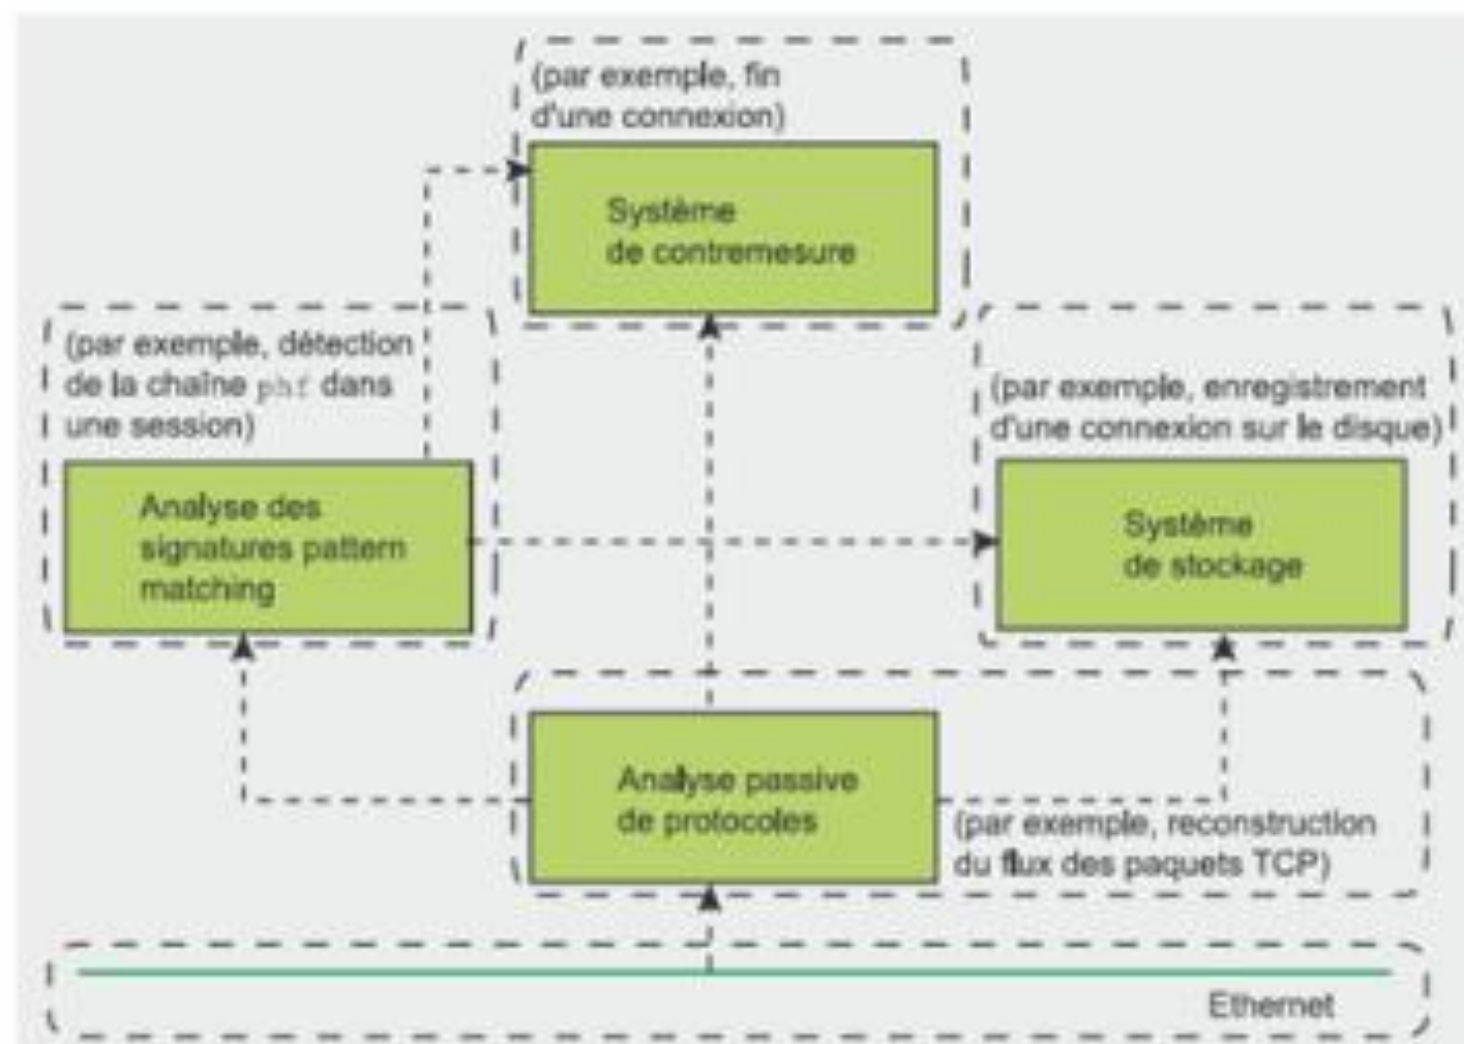 (par exemple, fin
d'une connexion)
Système
de contremesure
(par exemple, détection
de la chaîne phf dans
une session)
Analyse des
signatures pattern
matching
(par exemple, enregistrement
d'une connexion sur le disque)
Système
de stockage
Analyse passive
de protocoles
(par exemple, reconstruction
du flux des paquets TCP)
Ethernet